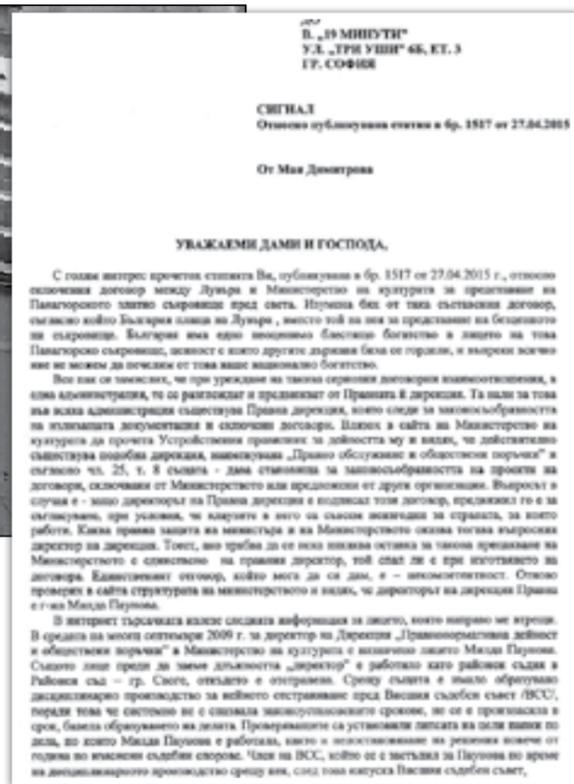 ДО
В. „19 МИНУТИ"
УЛ. „ТРИ УШИ" 6Б, ЕТ. 3
ГР. СОФИЯ
СИГНАЛ
Относно публикувана статия в бр. 1517 от 27.04.2015
От Мая Димитрова
УВАЖАЕМИ ДАМИ И ГОСПОДА,
С голям интерес прочетох статията Ви, публикувана в бр. 1517 от 27.04.2015 г., относно
сключения договор между Лувъра и Министерство на културата за представяне на
Панагюрското златно съкровище пред света. Изумена бях от така съставения договор,
съгласно който България плаща на Лувъра , вместо той на нея за представяне на безценното
ни съкровище. България има едно неоценимо блестящо богатство в лицето на това
Панагюрско съкровище, ценност с която другите държави биха се гордели, и въпреки всичко
ние не можем да печелим от това наше национално богатство.
Все пак се замислих, че при уреждане на такива сериозни договорни взаимоотношения, в
една администрация, те се разглеждат и предлагат от Правната й дирекция. Та нали за това
във всяка администрация съществува Правна дирекция, която следи за законосъобразността
на излизащата документация и сключени договори. Влязох в сайта на Министерство на
културата да прочета Устройствения правилник за дейността му и видях, че действително
съществува подобна дирекция, наименувана „Правно обслужване и обществени поръчки" и
съгласно чл. 25, т. 8 същата - дава становища за законосъобразността на проекти на
договори, сключвани от Министерството или предложени от други организации. Въпросът в
случая е - защо директорът на Правна дирекция е подписал този договор, предложил го е за
съгласуване, при условия, че клаузите в него са съвсем неизгодни за страната, за която
работи. Каква правна защита на министъра и на Министерството оказва тогава въпросния
директор на дирекция. Тоест, ако трябва да се иска някаква оставка за такова представяне на
Министерството е единствено на правния директор, той спал ли е при изготвянето на
договора. Единственият отговор, който мога да си дам, е – некомпетентност. Отново
проверих в сайта структурата на министерството и видях, че директорът на дирекция Правна
е г-жа Милда Паунова.
В интернет търсачката излезе следната информация за лицето, която направо ме втрещи.
В средата на месец септември 2009 г. за директор на Дирекция „Правнонормативна дейност
и обществени поръчки" в Министерство на културата е назначено лицето Милда Паунова.
Същото лице преди да заеме длъжността „директор" е работило като районен съдия в
Районен съд – гр. Своге, откъдето е отстранена. Срещу същата е имало образувано
дисциплинарно производство за нейното отстраняване пред Висшия съдебен съвет /ВСС/,
поради това че системно не е спазвала законоустановените срокове, не се е произнасяла в
срок, бавела образуването на делата. Проверяващите са установили липсата на цели папки по
дела, по които Милда Паунова е работила, както и непостановяване на решения повече от
година по няколко съдебни спорове. Член на ВСС, който се е застъпил за Паунова по време
на дисциплинарното производство срещу нея, след това напуска Висшия съдебен съвет,